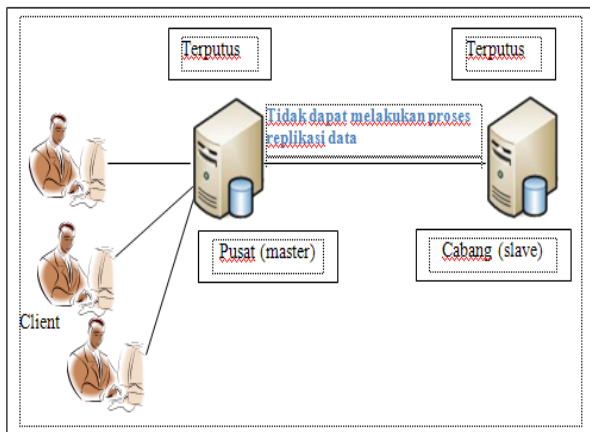 Terputus
Terputus
Tidak dapat melakukan proses
replikasi data
Pusat (master)
Cabang (slave)
Client